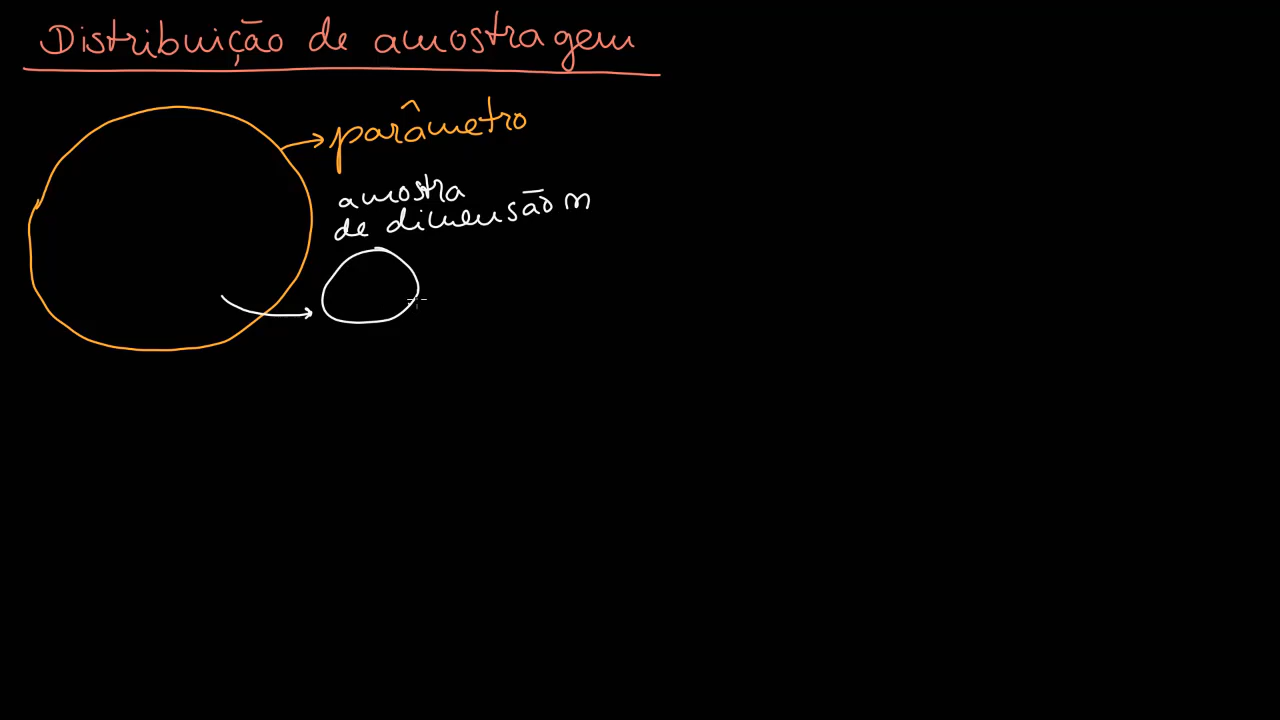 Distribuição de amostragem
parâmetro
amostra
de dimensão n